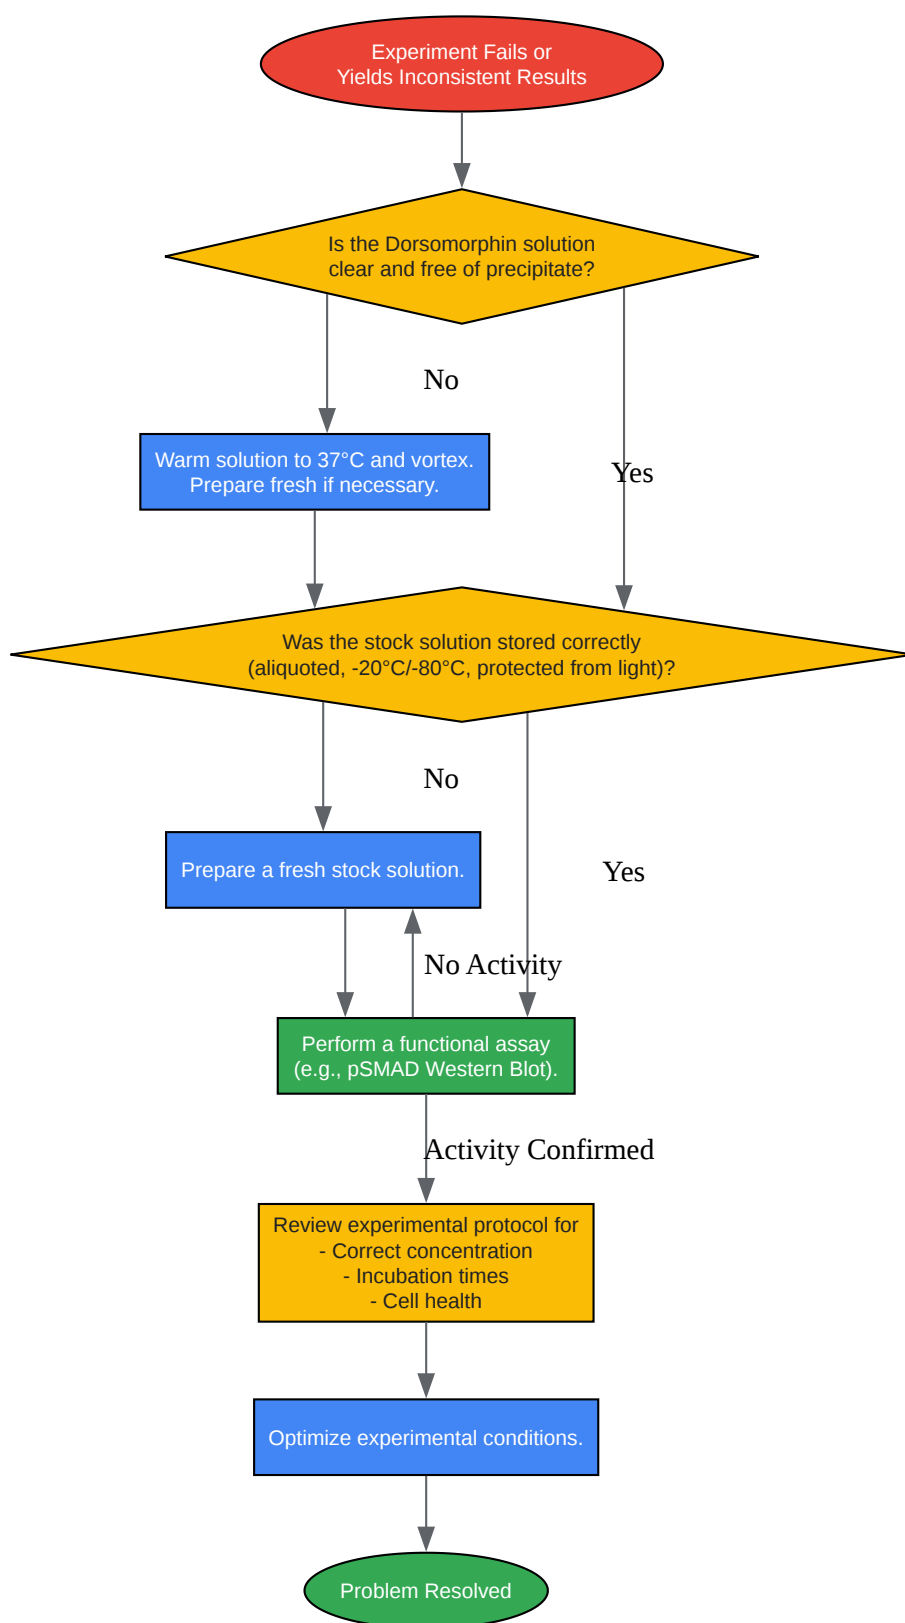 Experiment Fails or
Yields Inconsistent Results
Is the Dorsomorphin solution
clear and free of precipitate?
No
Warm solution to 37°C and vortex.
Prepare fresh if necessary.
Yes
Was the stock solution stored correctly
(aliquoted, -20°C/-80°C, protected from light)?
No
Prepare a fresh stock solution.
Yes
No Activity
Perform a functional assay
(e.g., pSMAD Western Blot).
Activity Confirmed
Review experimental protocol for
- Correct concentration
- Incubation times
- Cell health
Optimize experimental conditions.
Problem Resolved